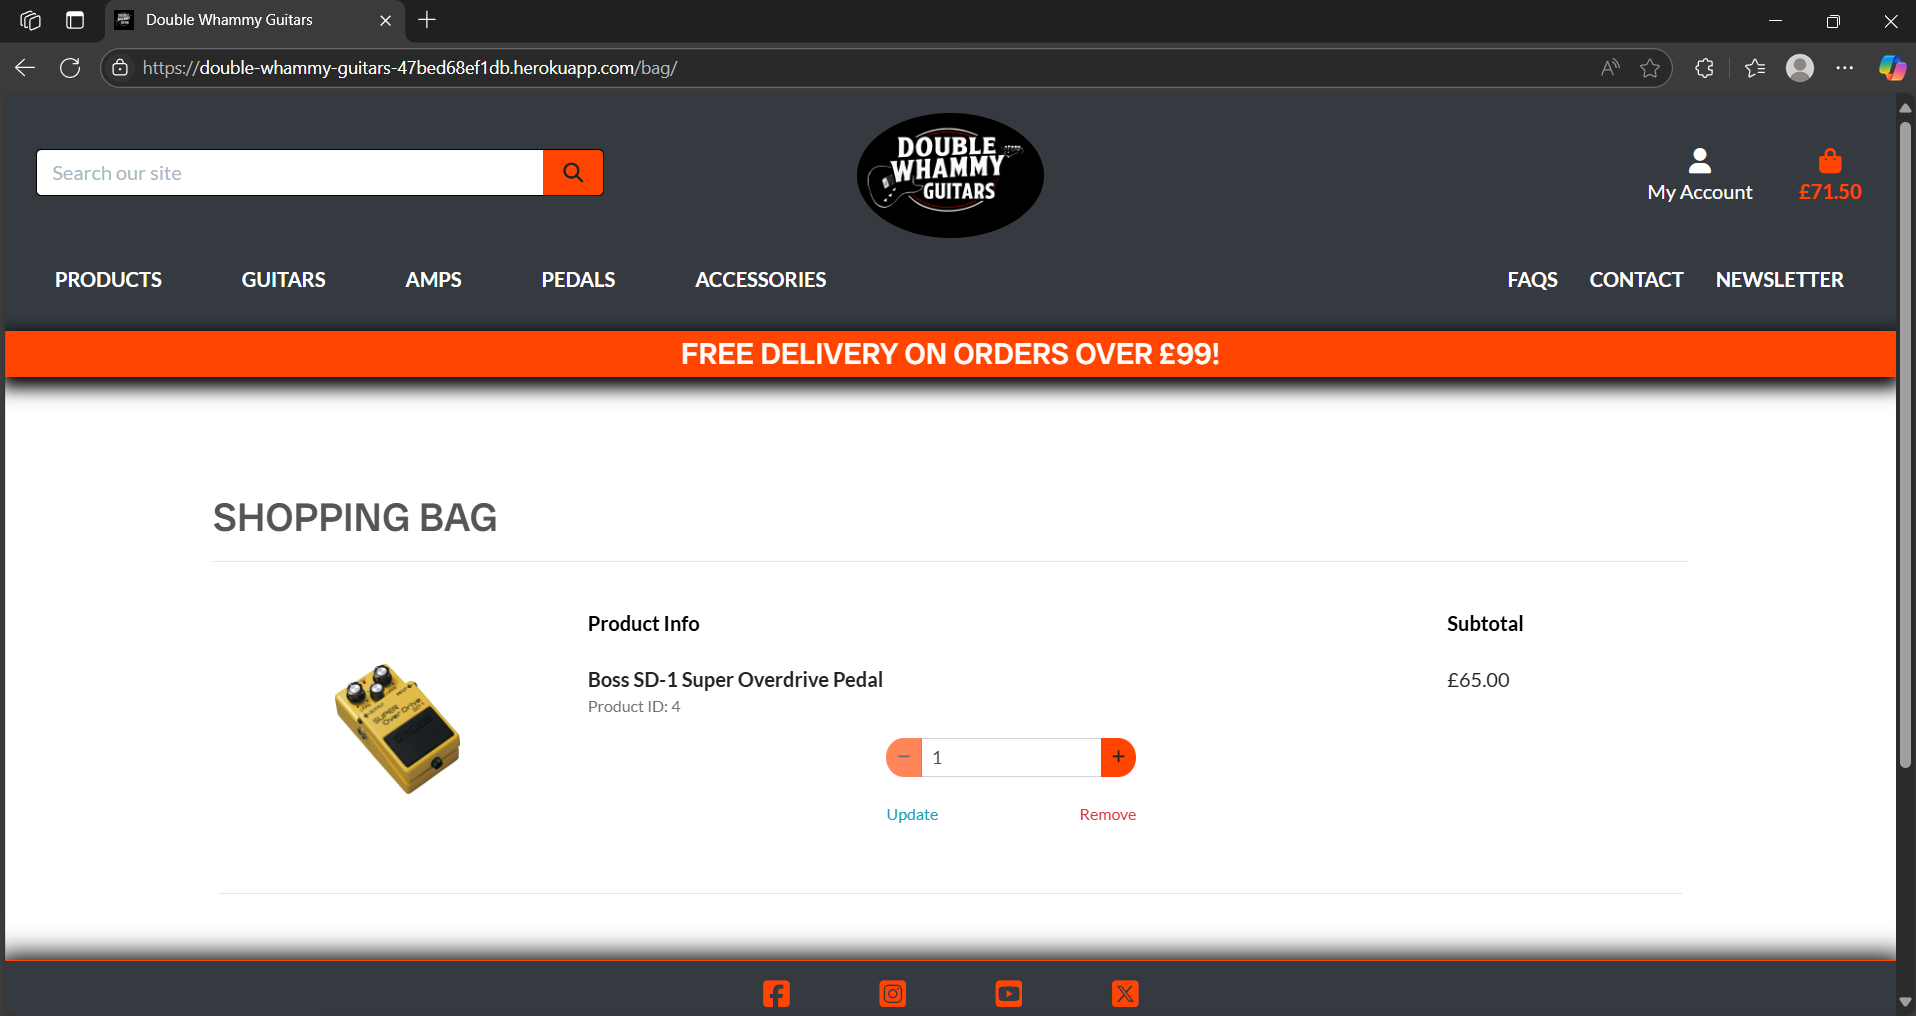 Double Whammy Guitars
https://double-whammy-guitars-47bed68ef1db.herokuapp.com/bag/
Search our site
DOUBLE
WHAMMY
GUITARS
My Account
£71.50
PRODUCTS GUITARS AMPS PEDALS ACCESSORIES FAQS CONTACT NEWSLETTER
FREE DELIVERY ON ORDERS OVER £99!
SHOPPING BAG
Product Info Subtotal
Boss SD-1 Super Overdrive Pedal £65.00
Product ID: 4
SUPER
OverDrive
1
Update Remove